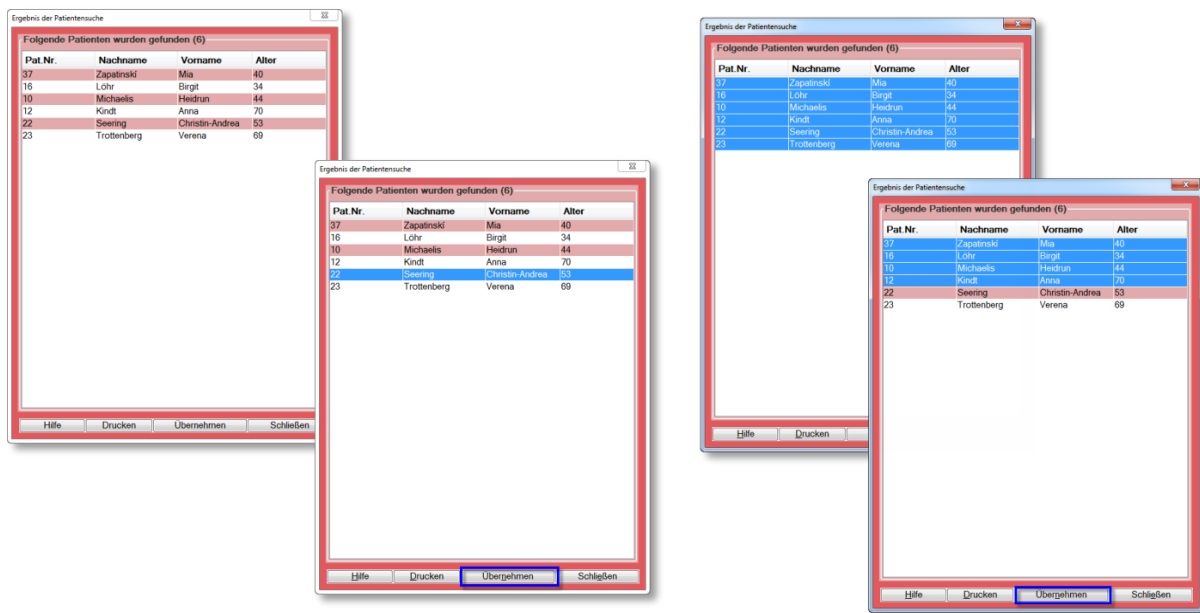 Ergebnis der Patientensuche
Folgende Patienten wurden gefunden (6)
Pat.Nr. Nachname Vorname Alter
37 Zapatinskí Mia 40
16 Löhr Birgit 34
10 Michaelis Heidrun 44
12 Kindt Anna 70
22 Seering Christin-Andrea 53
23 Trottenberg Verena 69
Hilfe Drucken Übernehmen Schließen
Ergebnis der Patientensuche
Folgende Patienten wurden gefunden (6)
Pat.Nr. Nachname Vorname Alter
37 Zapatinskí Mia 40
16 Löhr Birgit 34
10 Michaelis Heidrun 44
12 Kindt Anna 70
22 Seering Christin-Andrea 53
23 Trottenberg Verena 69
Hilfe Drucken Übernehmen Schließen
Ergebnis der Patientensuche
Folgende Patienten wurden gefunden (6)
Pat.Nr. Nachname Vorname Alter
37 Zapatinskí Mia 40
16 Löhr Birgit 34
10 Michaelis Heidrun 44
12 Kindt Anna 70
22 Seering Christin-Andrea 53
23 Trottenberg Verena 69
Hilfe Drucken
Ergebnis der Patientensuche
Folgende Patienten wurden gefunden (6)
Pat.Nr. Nachname Vorname Alter
37 Zapatinskí Mia 40
16 Löhr Birgit 34
10 Michaelis Heidrun 44
12 Kindt Anna 70
22 Seering Christin-Andrea 53
23 Trottenberg Verena 69
Hilfe Drucken Übernehmen Schließen